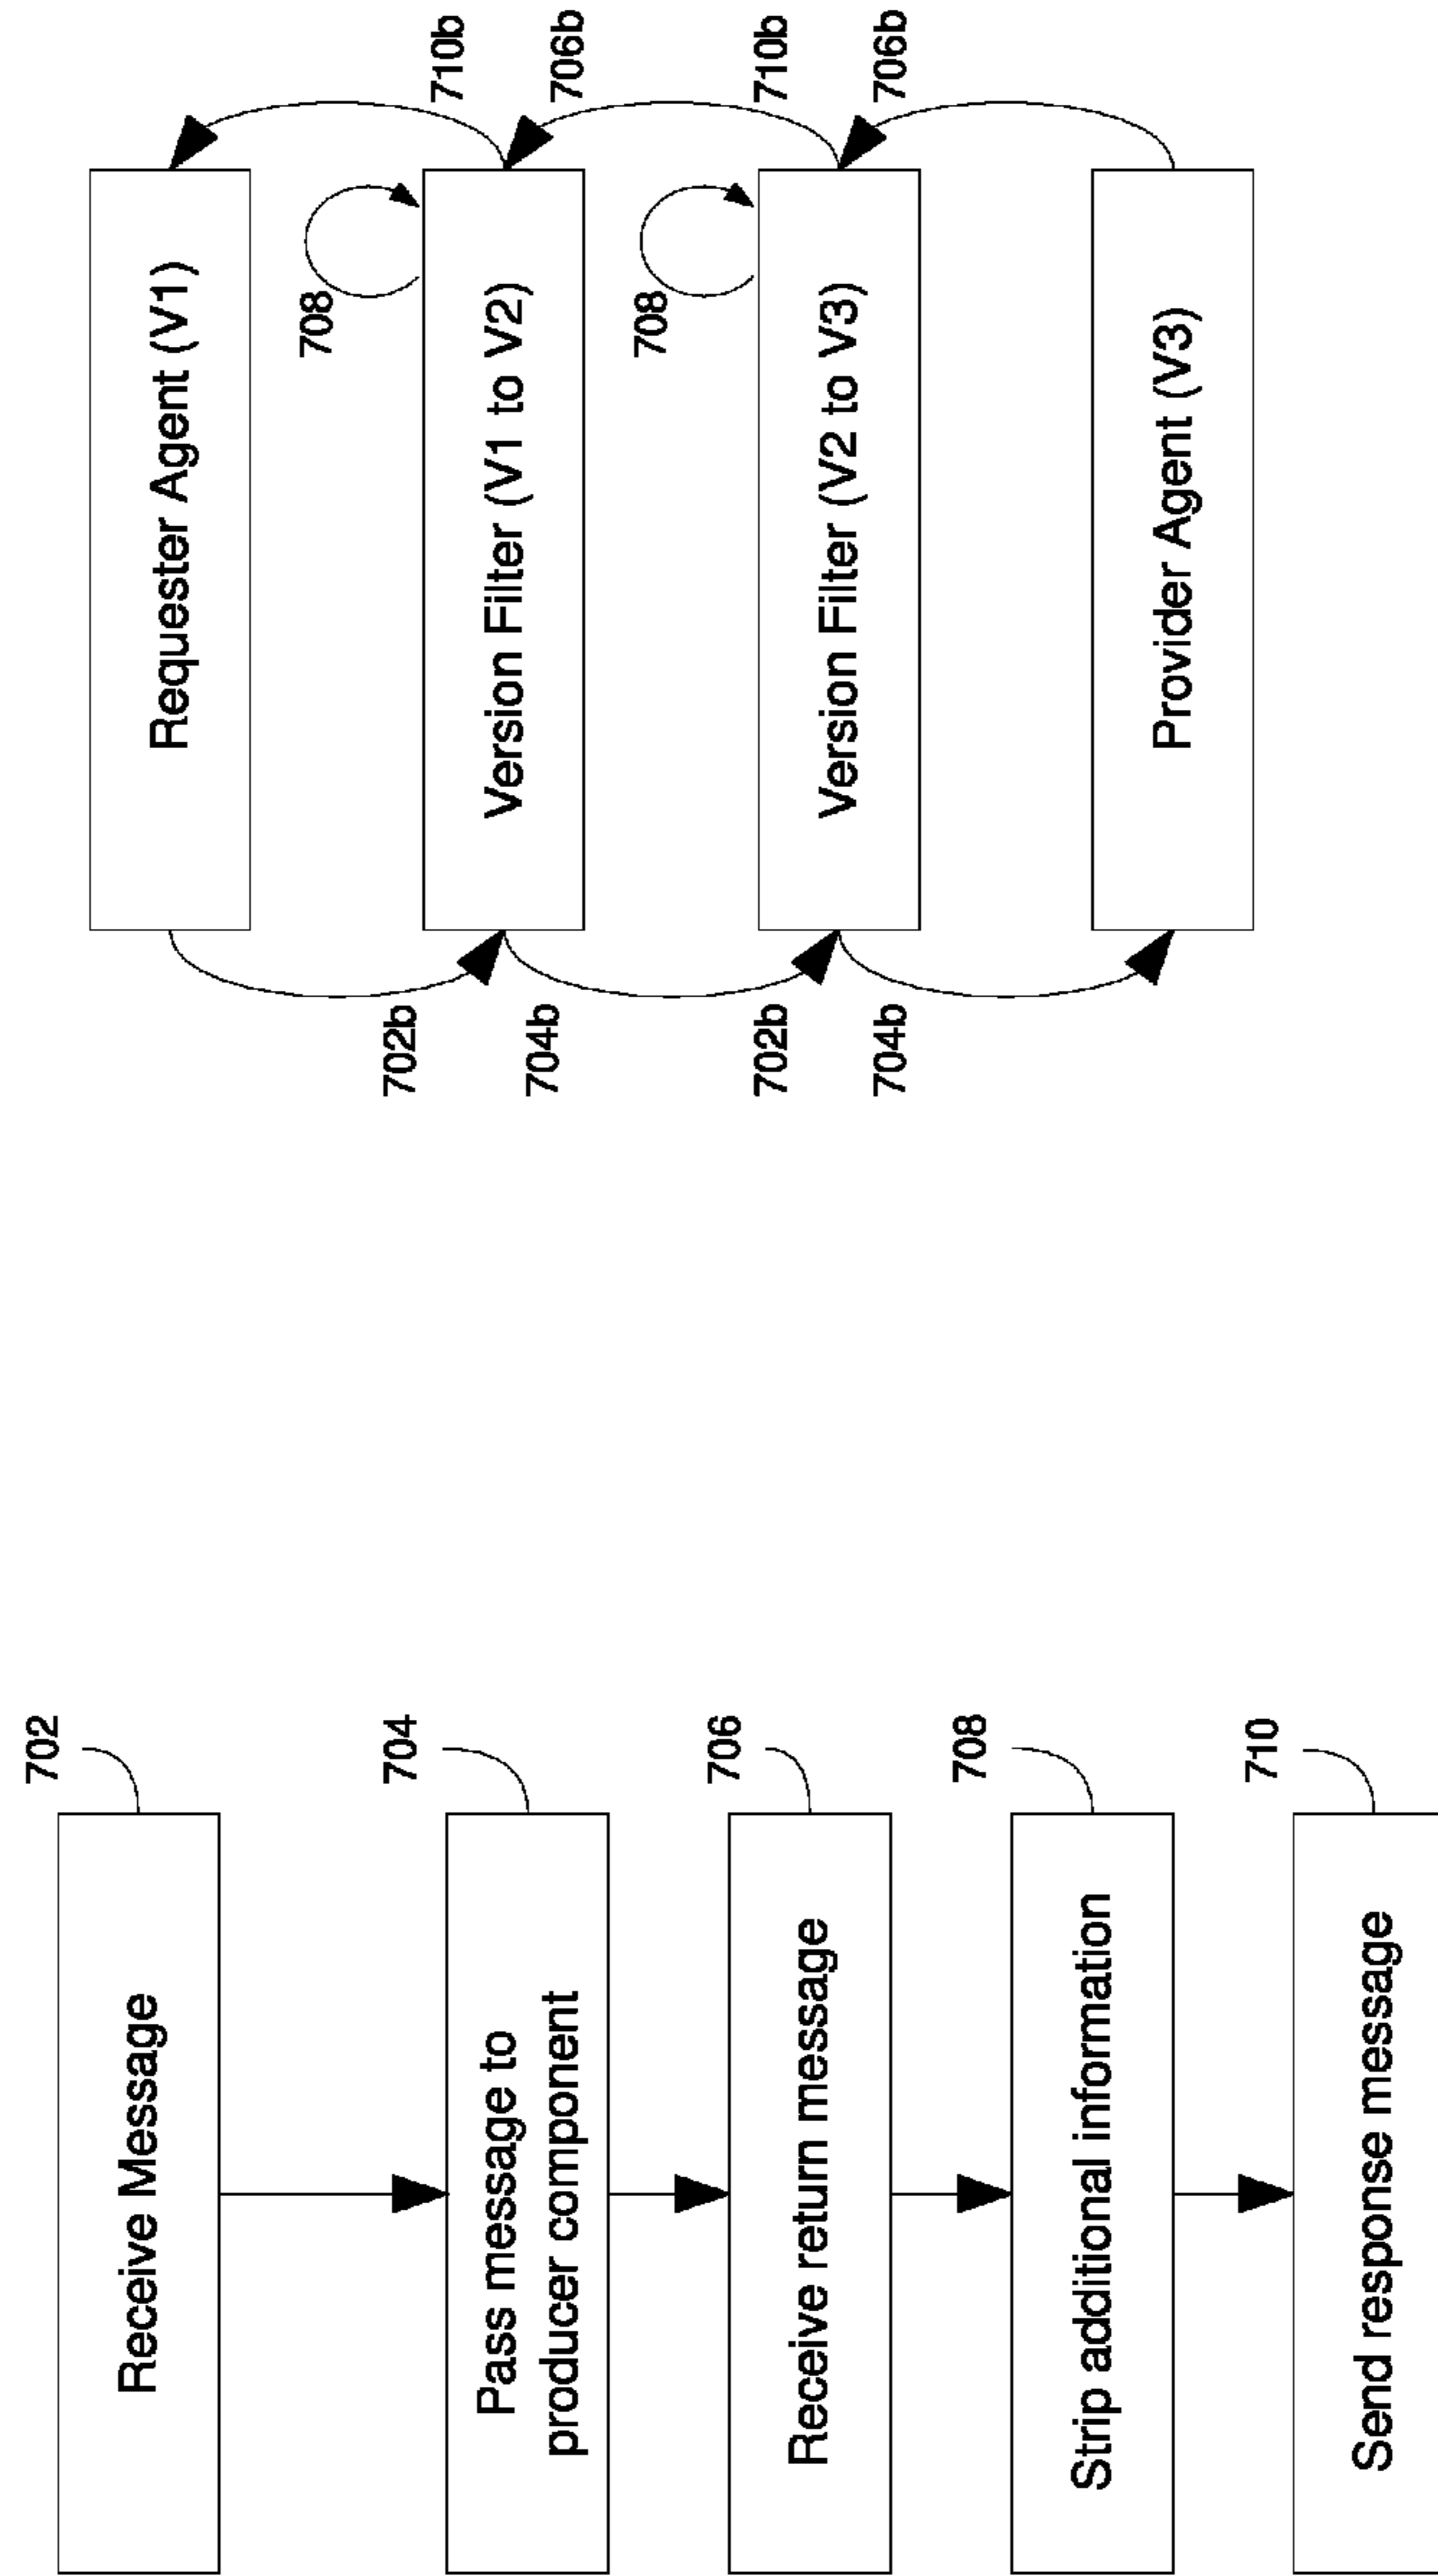 702
Receive Message
704
Pass message to
producer component
706
Receive return message
708
Strip additional information
710
Send response message
Requester Agent (V1)
702b
710b
708
Version Filter (V1 to V2)
704b
706b
702b
710b
708
Version Filter (V2 to V3)
704b
706b
Provider Agent (V3)